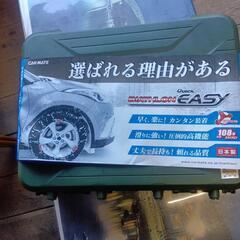 CARMATE
選ばれる理由がある
BIATHLON Quick EASY
早く、楽に！カンタン装着
滑りに強い！圧倒的高機能
108
丈夫で長持ち！頼れる品質
日本製